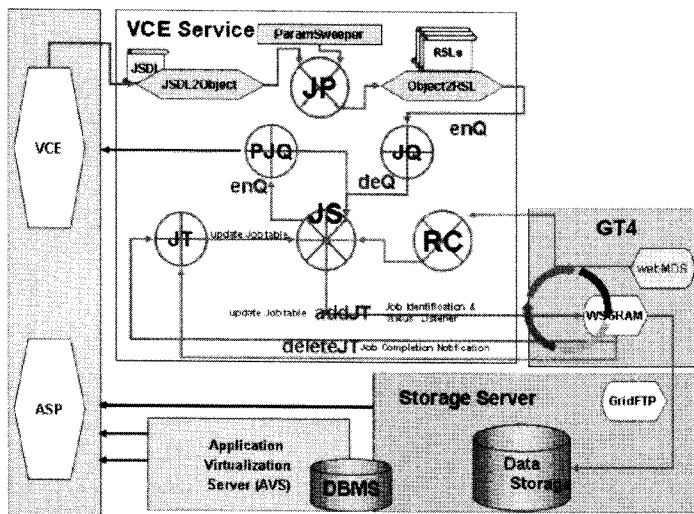 VCE Service
ParamSweeper
JSDL
JSDL2Object
JP
RSLs
Object2RSL
VCE
PJQ
JQ
enQ
enQ
deQ
JS
JT
update Job table
RC
GT4
webMDS
WSGRAM
update Job table
addJT
Job Identification &
Status Listener
deleteJT
Job Completion Notification
ASP
Storage Server
GridFTP
Application
Virtualization
Server (AVS)
DBMS
Data
Storage